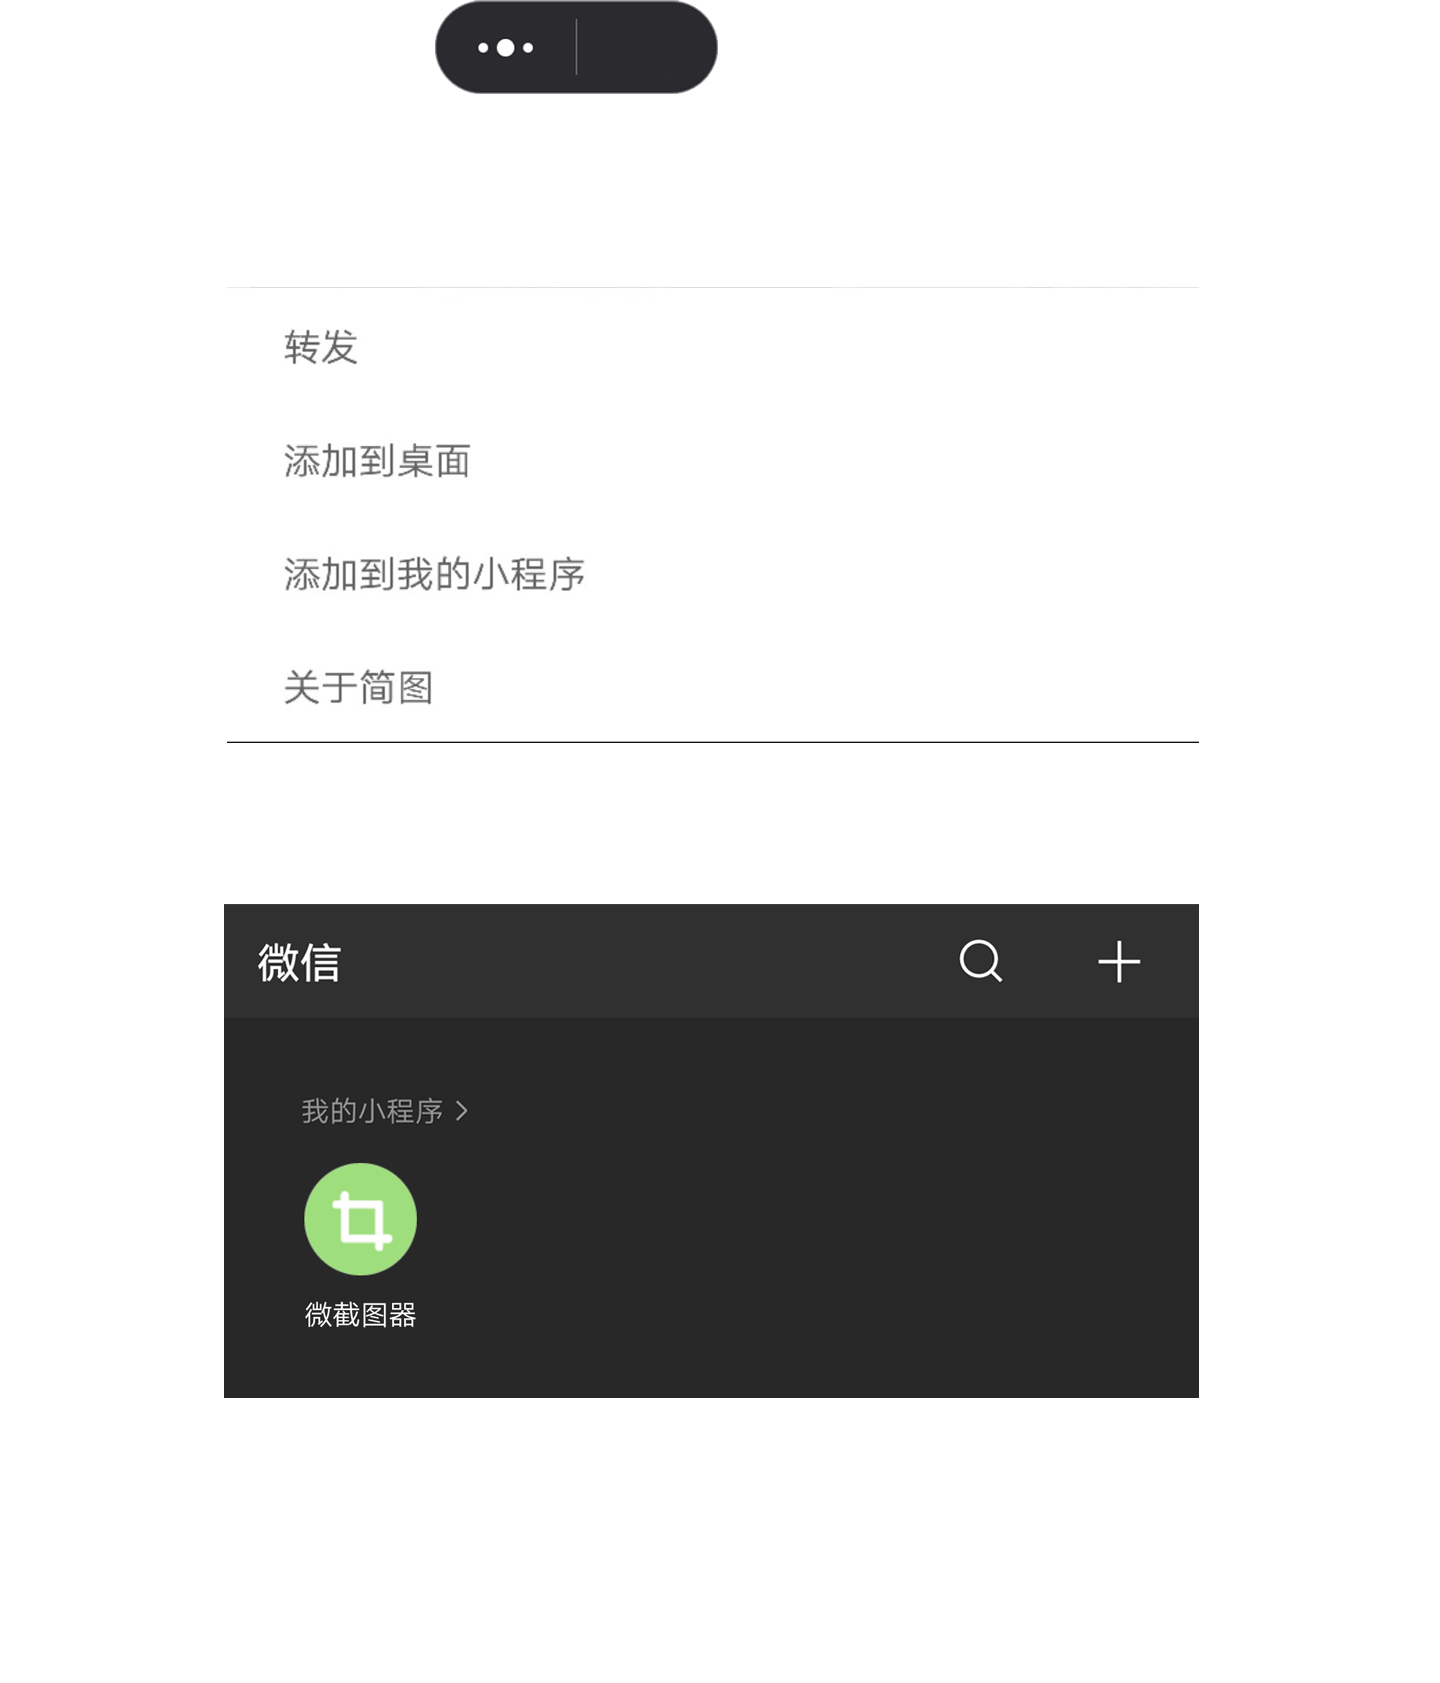 转发
添加到桌面
添加到我的小程序
关于简图
微信
我的小程序
微截图器